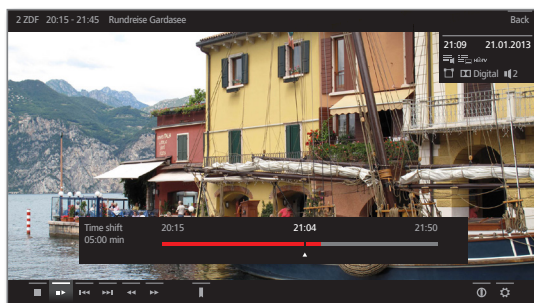 2 ZDF 20:15 - 21:45 Rundreise Gardasee Back
21:09 21.01.2013
Digital 2
Time shift 20:15 21:04 21:50
05:00 min